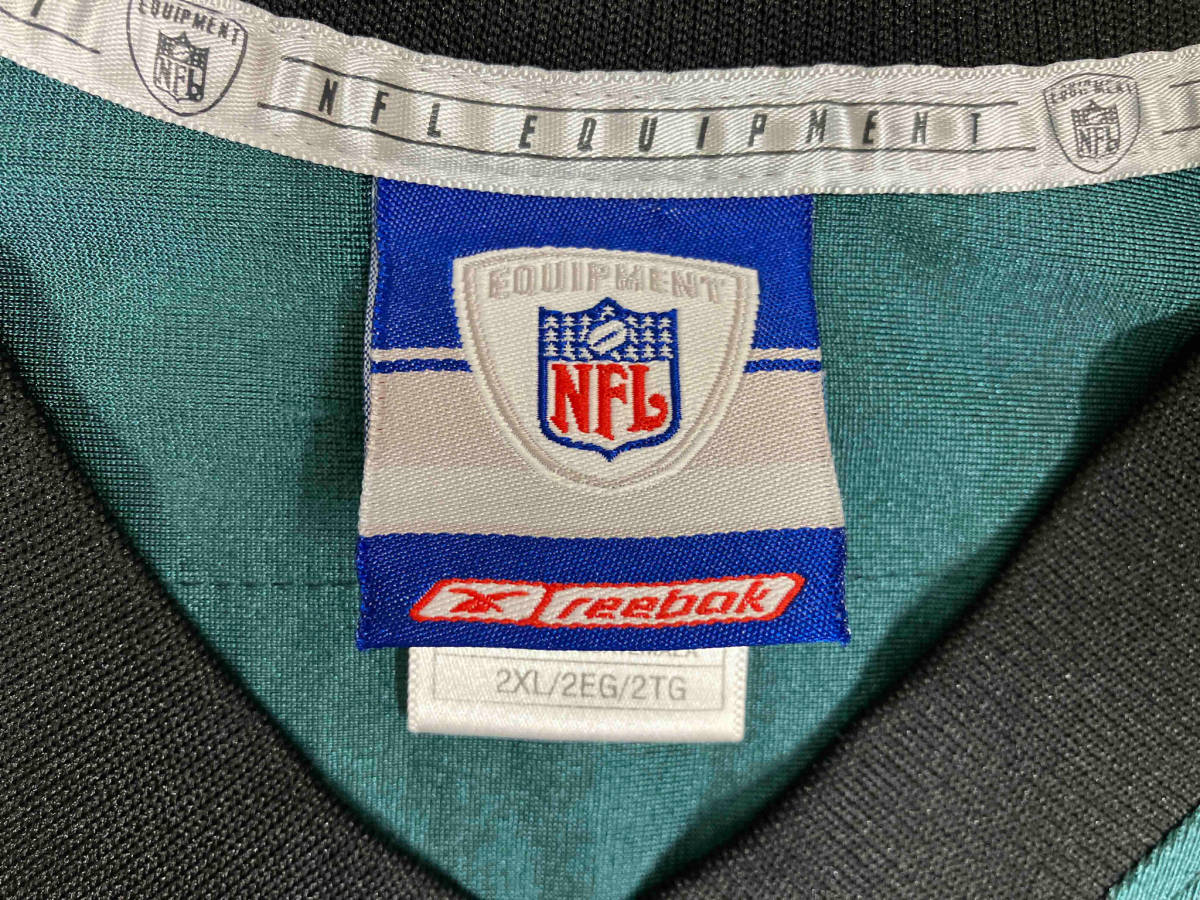 EQUIPMENT
NFL
NFL EQUIPMENT
EQUIPMENT
NFL
EQUIPMENT
NFL
reebok
2XL/2EG/2TG